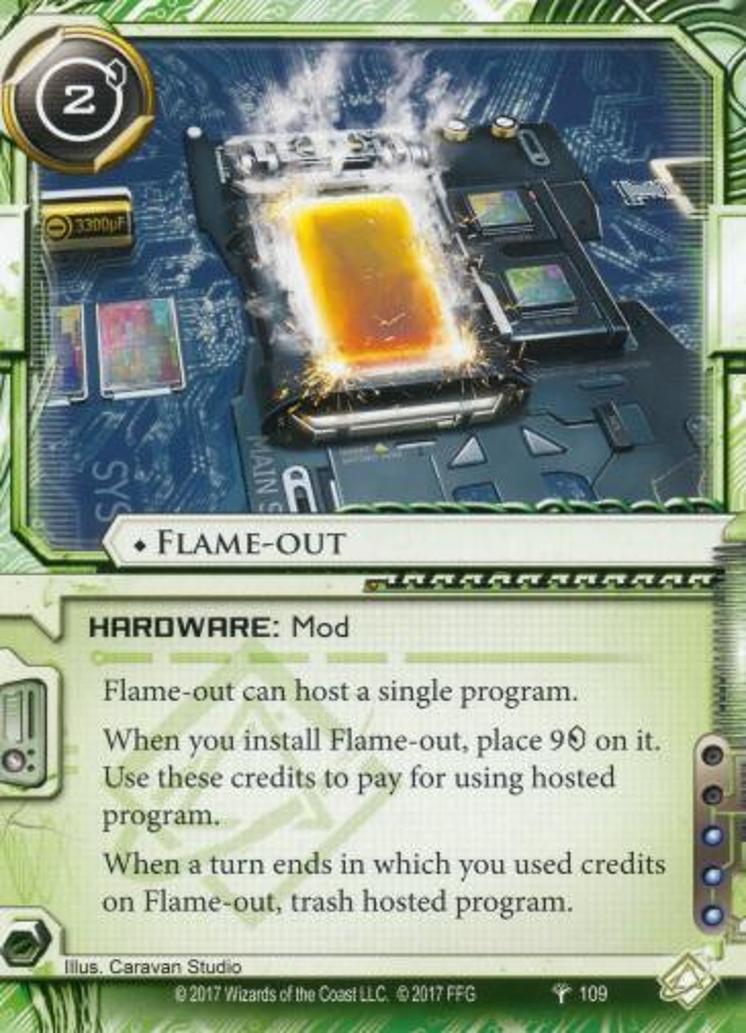 2
3300µF
SYS
MAIN S
⬥ FLAME-OUT
HARDWARE: Mod
Flame-out can host a single program.
When you install Flame-out, place 9 on it.
Use these credits to pay for using hosted
program.
When a turn ends in which you used credits
on Flame-out, trash hosted program.
Illus. Caravan Studio
© 2017 Wizards of the Coast LLC. © 2017 FFG
109